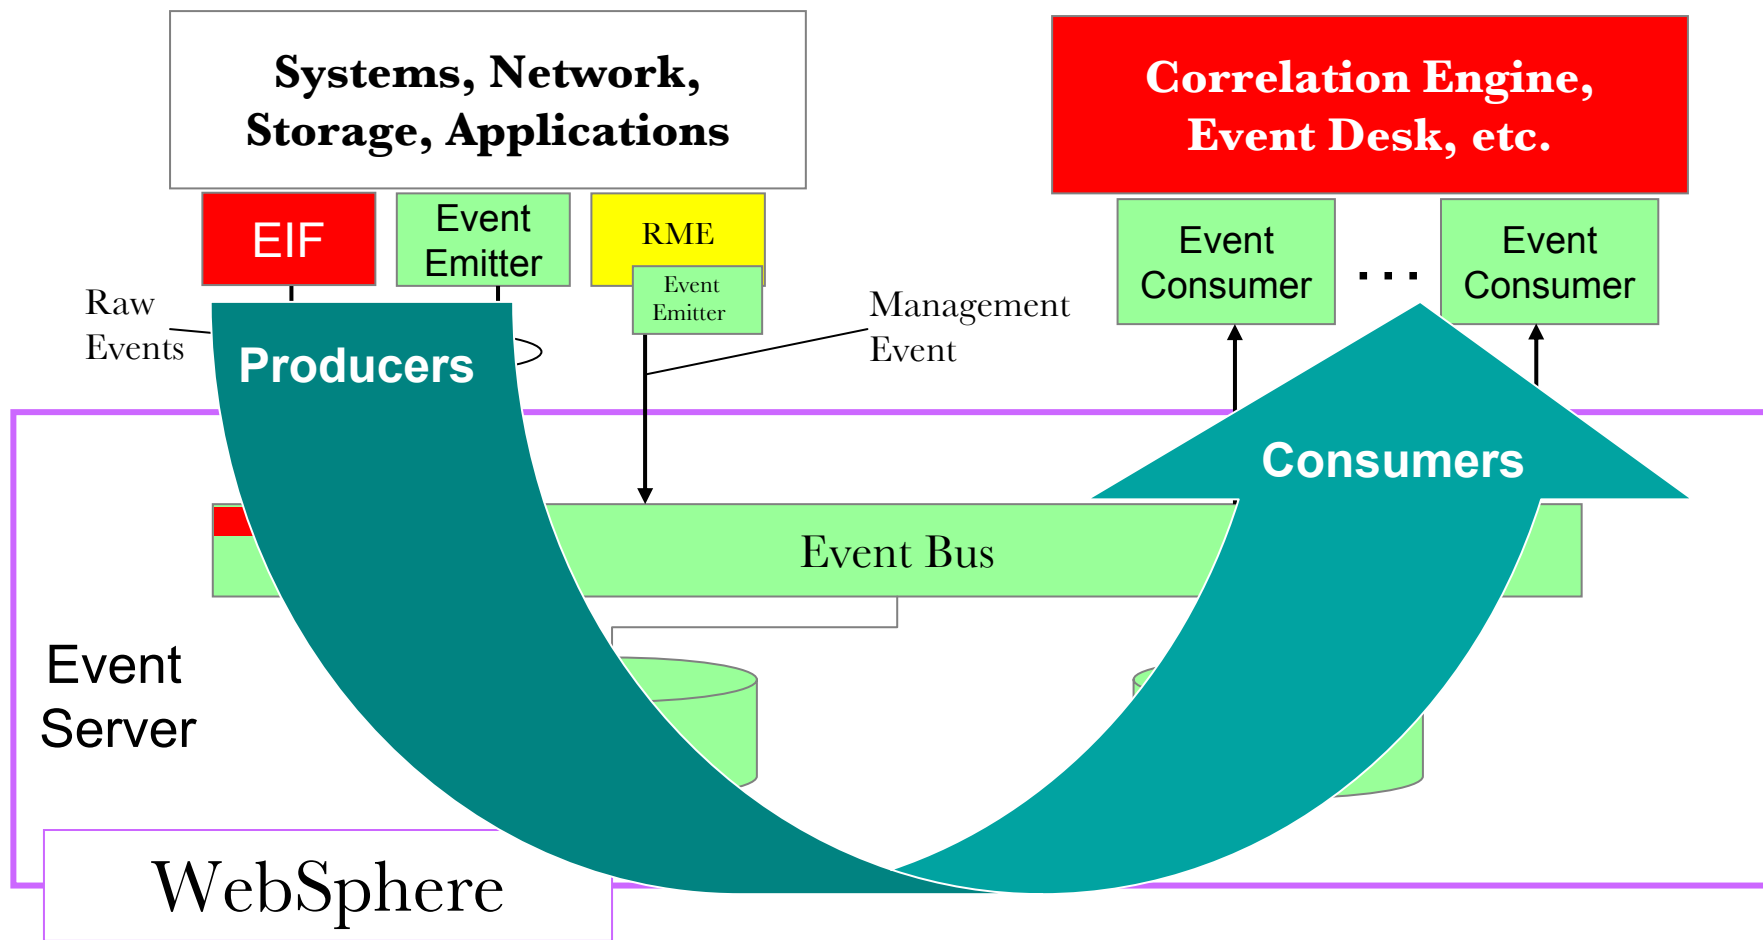 Systems, Network,
Storage, Applications
Correlation Engine,
Event Desk, etc.
EIF
Event
Emitter
RME
Event
Emitter
Event
Consumer
...
Event
Consumer
Raw
Events
Management
Event
Producers
Consumers
Event Bus
Event
Server
WebSphere